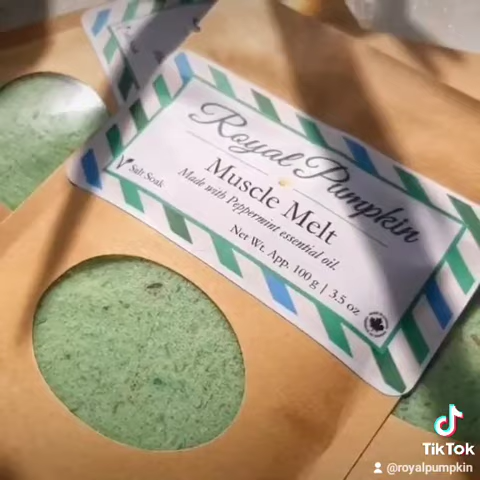 Royal Pumpkin
Muscle Melt
Made with Peppermint essential oil.
Salt Soak
Net Wt. App. 100 g | 3.5 oz
TikTok
@royalpumpkin